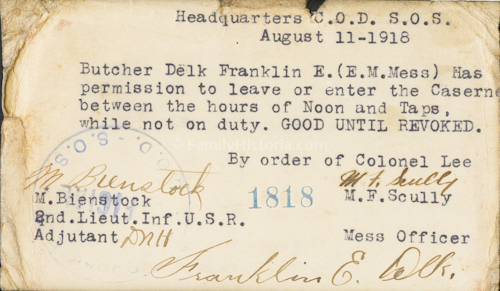 Headquarters C.O.D. S.O.S.
August 11-1918
Butcher Delk Franklin E.(E.M.Mess) Has
permission to leave or enter the Caserne
between the hours of Noon and Taps,
while not on duty. GOOD UNTIL REVOKED.
© FamilyHistoria.com
By order of Colonel Lee
M Bienstock
M.F. Scully
M.Bienstock
1818
M.F.Scully
2nd.Lieut.Inf.U.S.R.
Adjutant
Mess Officer
Franklin E. Delk.